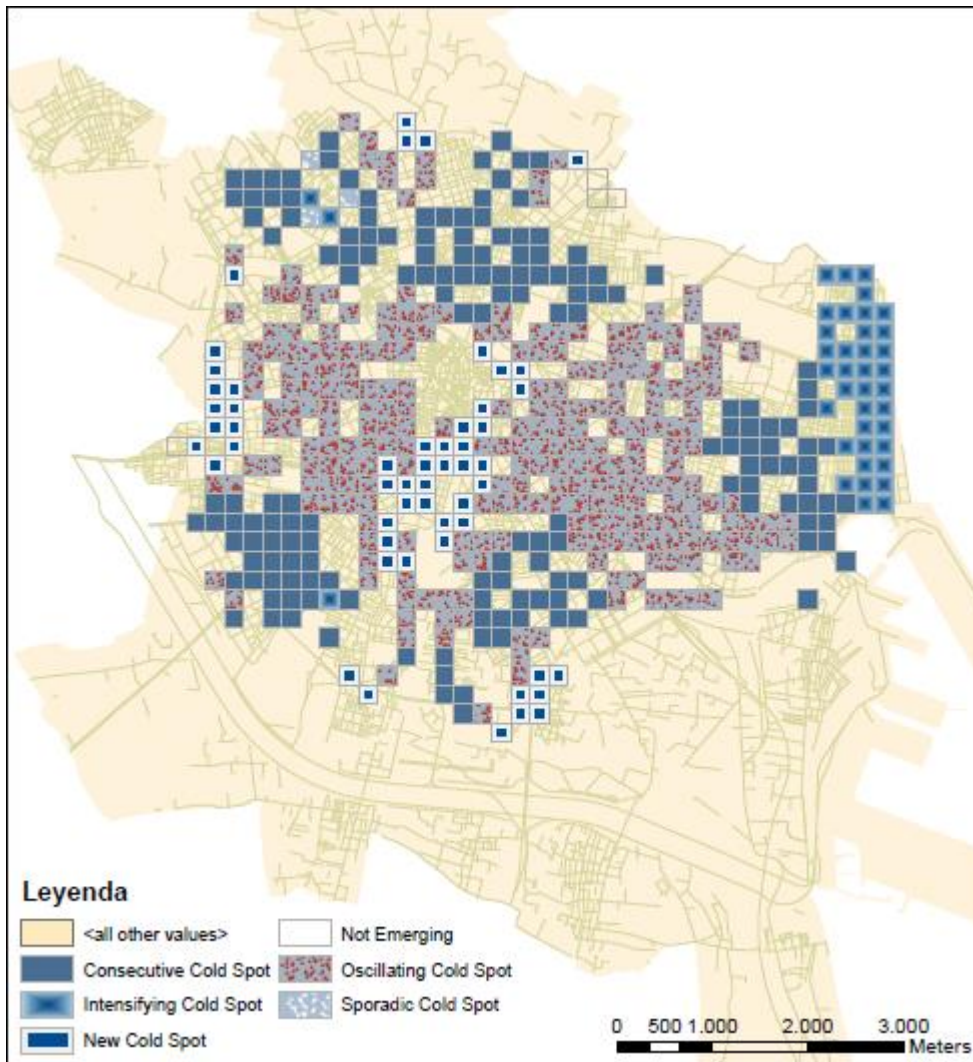 Leyenda
<all other values>
Not Emerging
Consecutive Cold Spot
Oscillating Cold Spot
Intensifying Cold Spot
Sporadic Cold Spot
New Cold Spot
0 500 1.000 2.000 3.000
Meters